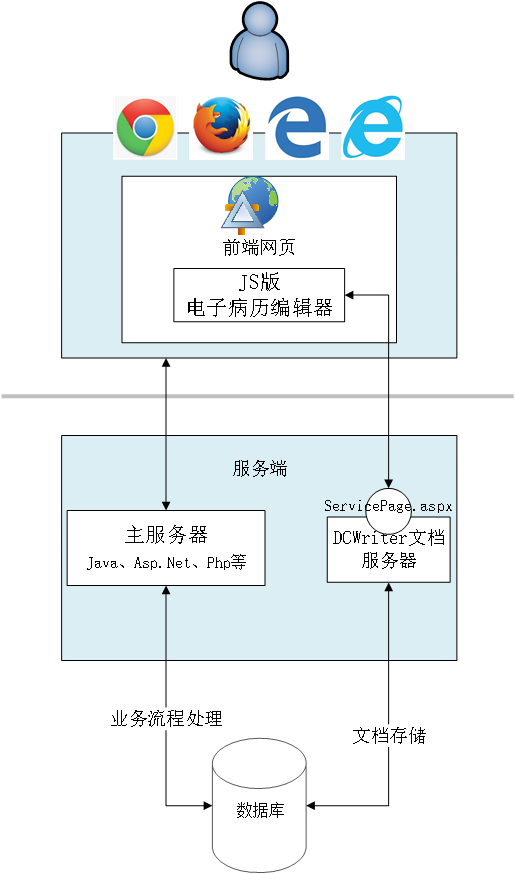 前端网页
JS版
电子病历编辑器
服务端
ServicePage.aspx
主服务器
Java、Asp.Net、Php等
DCWriter文档
服务器
业务流程处理
文档存储
数据库